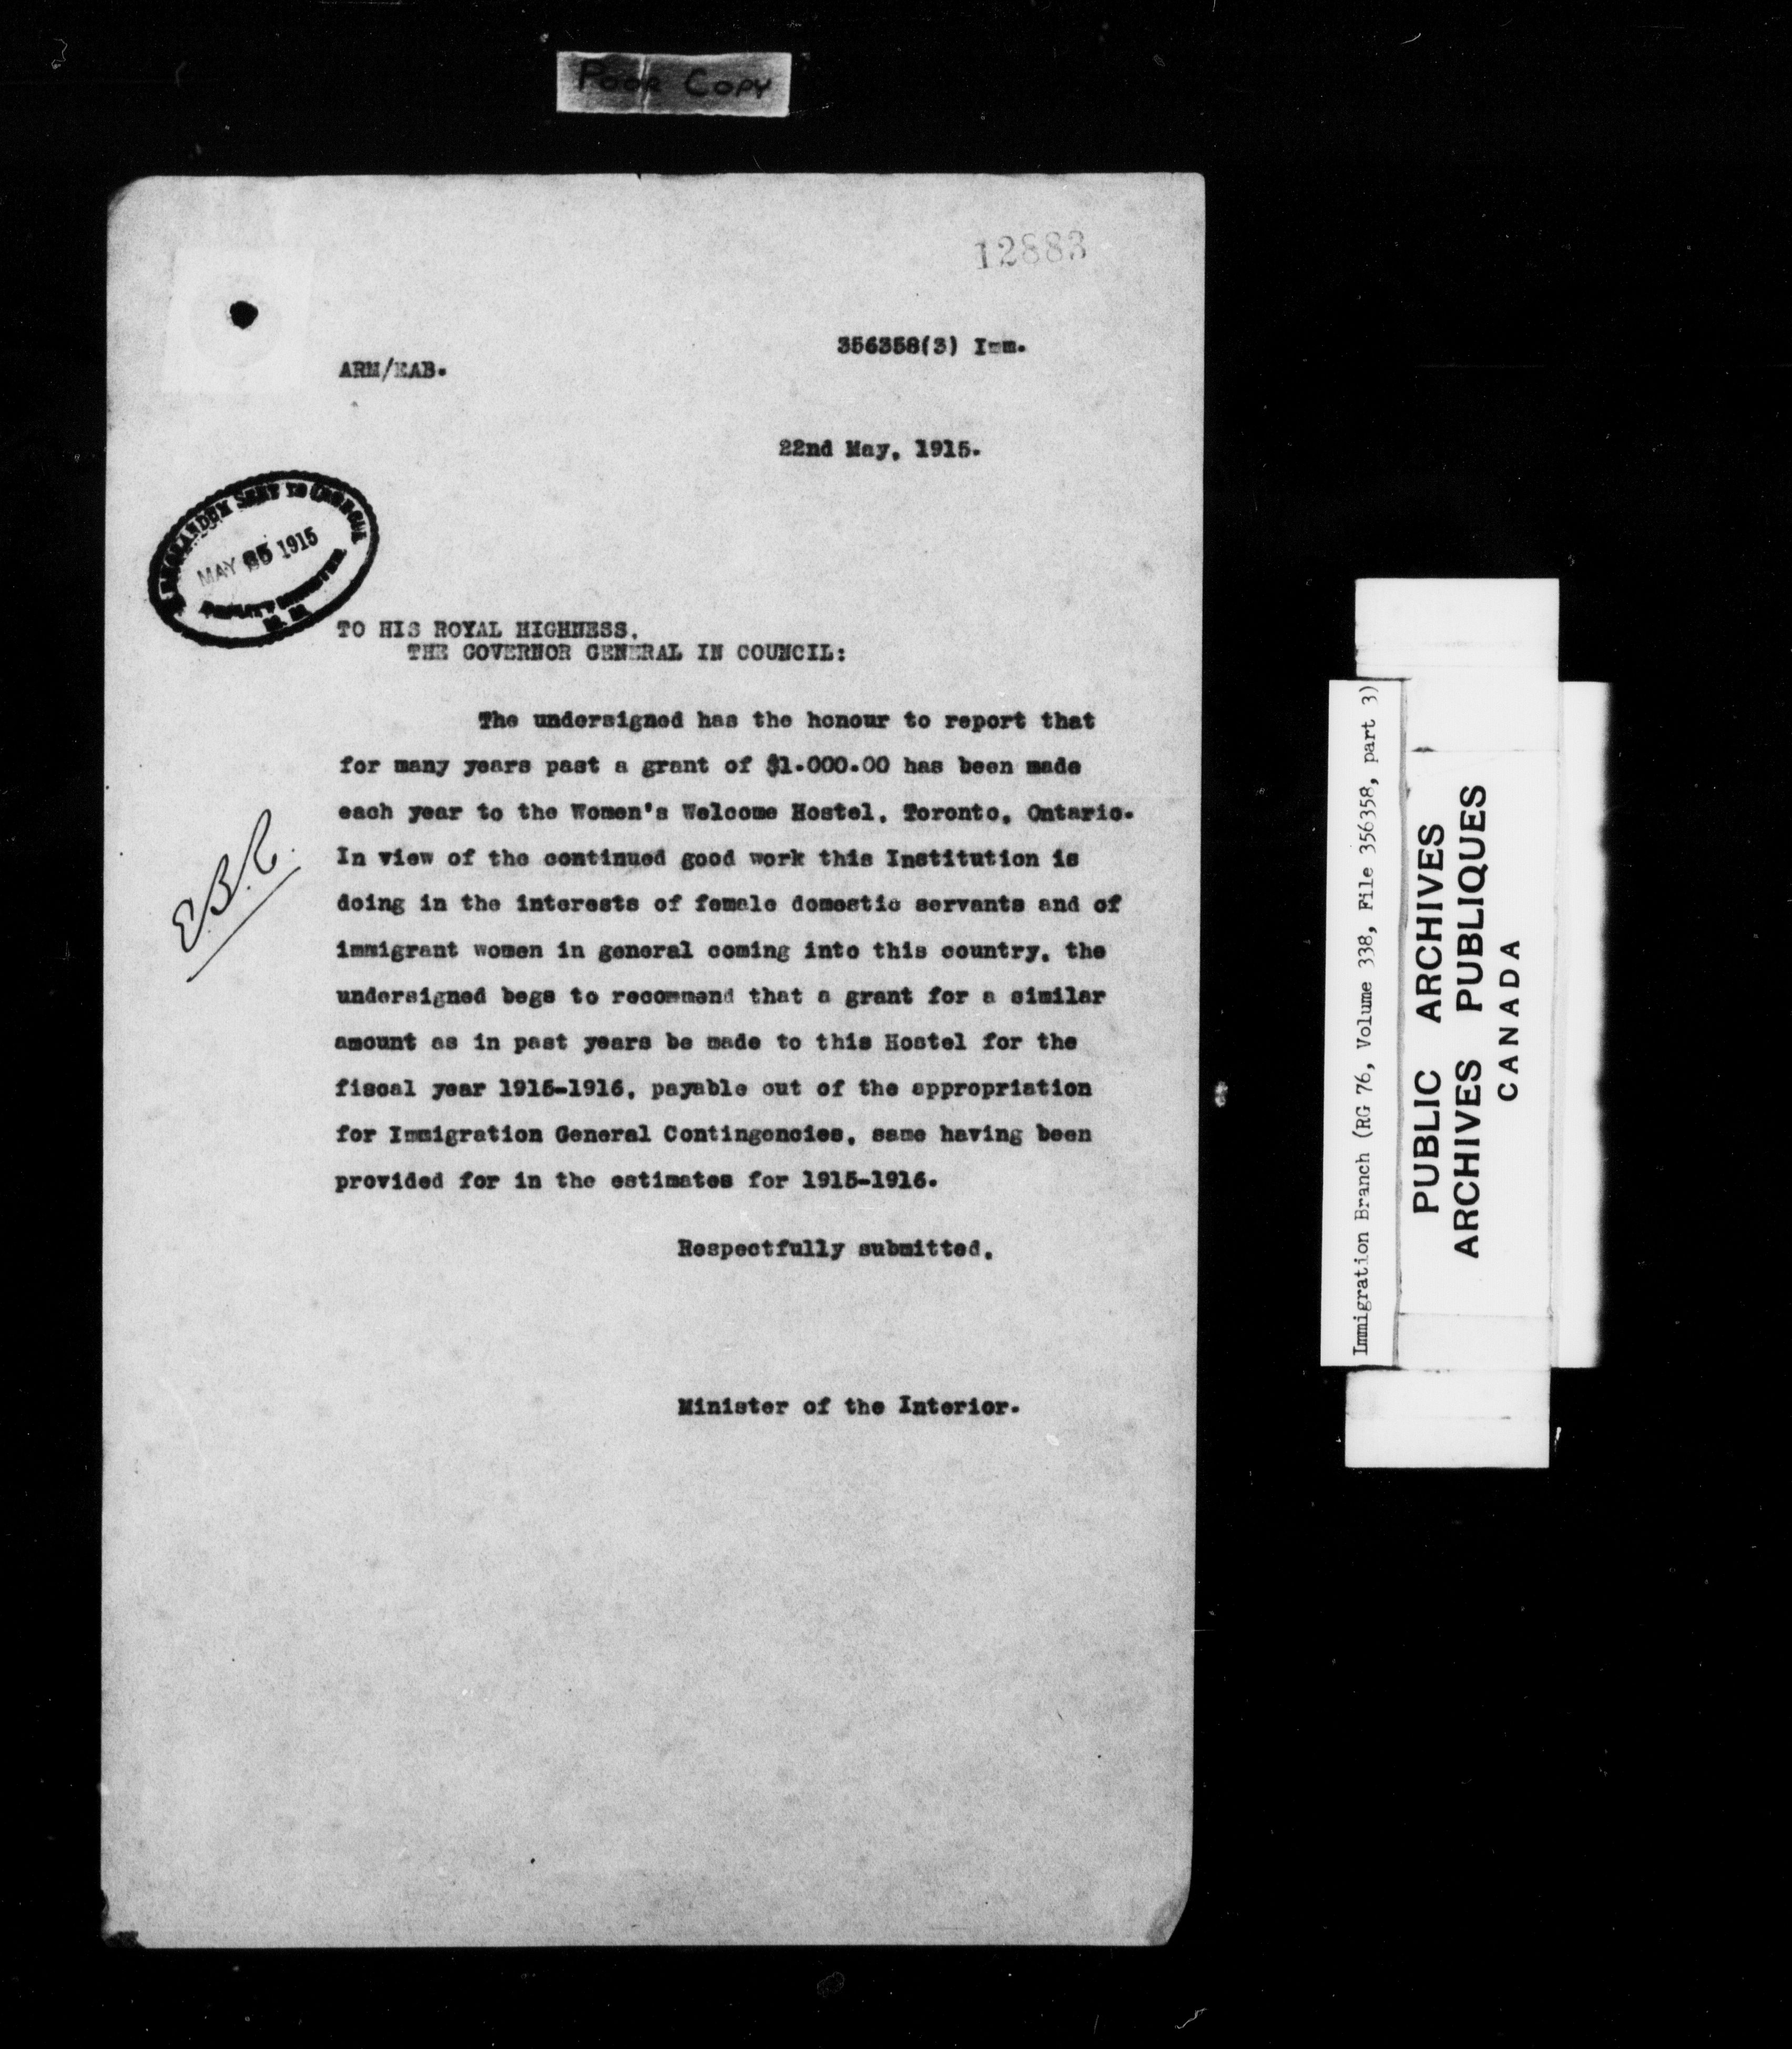 Poor Copy
12883
356358(3) Imm.
ARM/EAB.
22nd May, 1915.
MEMORANDUM SENT TO COUNCIL
MAY 25 1915
TO HIS ROYAL HIGHNESS,
THE GOVERNOR GENERAL IN COUNCIL:
The undersigned has the honour to report that
for many years past a grant of $1.000.00 has been made
each year to the Women's Welcome Hostel, Toronto, Ontario.
In view of the continued good work this Institution is
doing in the interests of female domestic servants and of
immigrant women in general coming into this country, the
undersigned begs to recommend that a grant for a similar
amount as in past years be made to this Hostel for the
fiscal year 1915-1916, payable out of the appropriation
for Immigration General Contingencies, same having been
provided for in the estimates for 1915-1916.
Respectfully submitted,
Minister of the Interior.
Immigration Branch (RG 76, Volume 338, File 356358, part 3)
PUBLIC ARCHIVES
ARCHIVES PUBLIQUES
CANADA